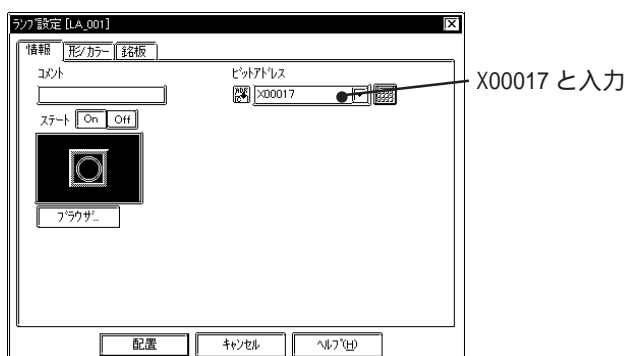 ﾗﾝﾌﾟ設定 [LA_001]
情報 形/ｶﾗｰ 銘板
ｺﾒﾝﾄ ﾋﾞｯﾄｱﾄﾞﾚｽ
X00017
X00017 と入力
ｽﾃｰﾄ On Off
ﾌﾞﾗｳｻﾞ...
配置 ｷｬﾝｾﾙ ﾍﾙﾌﾟ(H)